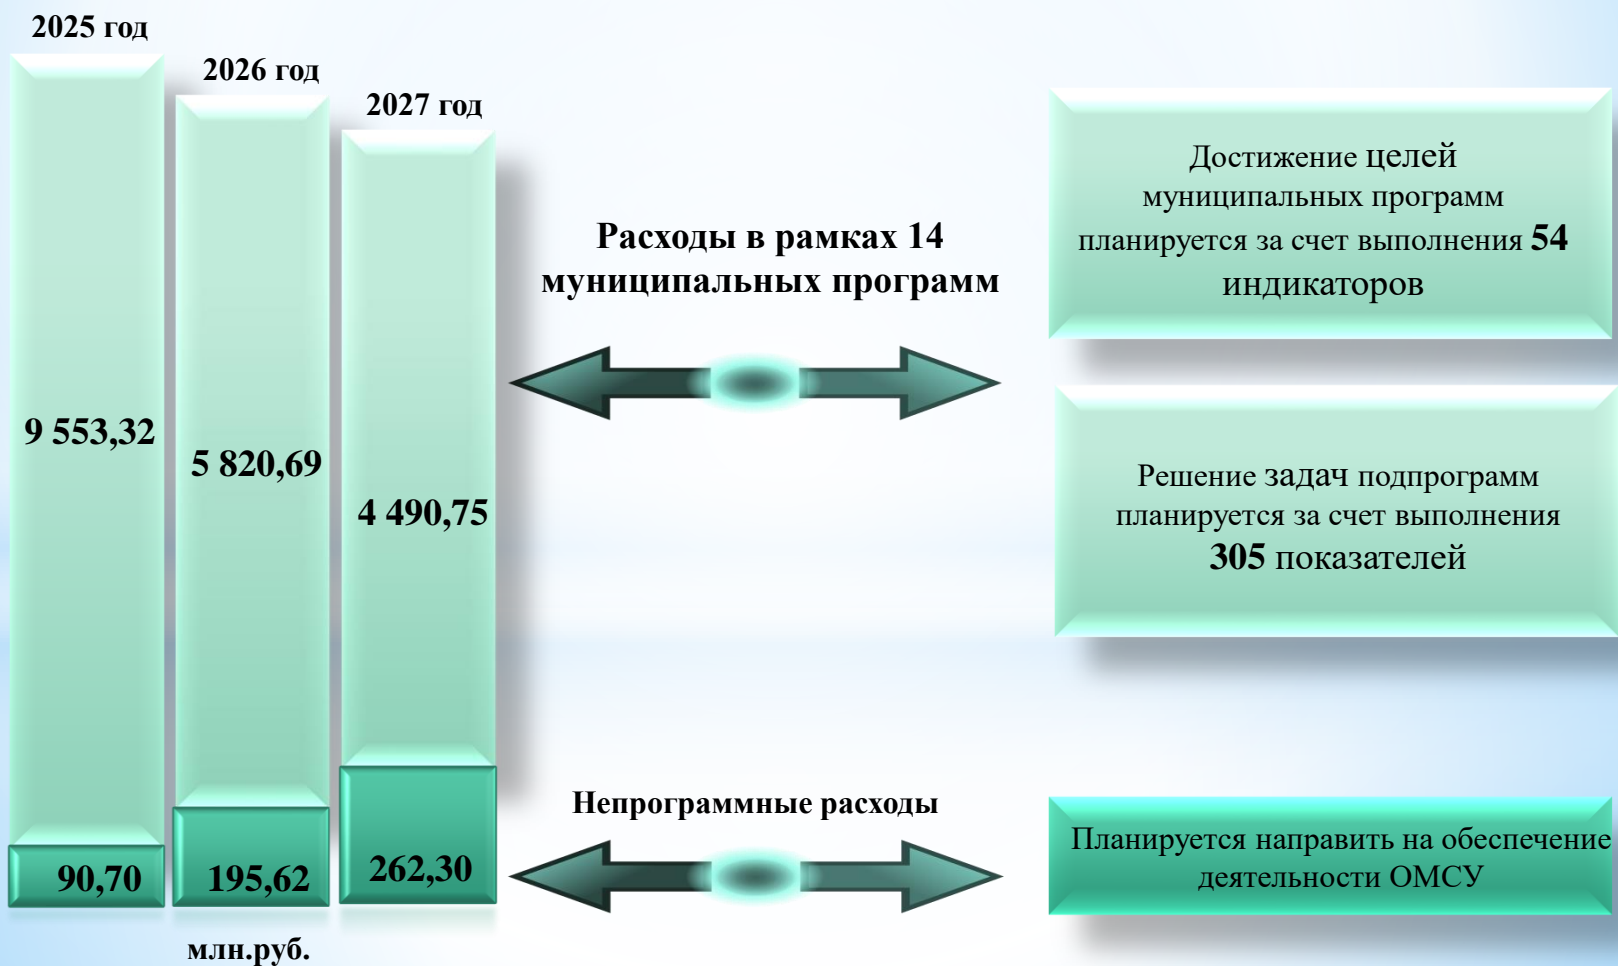 2025 год
2026 год
2027 год
9 553,32
5 820,69
4 490,75
90,70
195,62
262,30
млн.руб.
Расходы в рамках 14
муниципальных программ
Достижение целей
муниципальных программ
планируется за счет выполнения 54
индикаторов
Решение задач подпрограмм
планируется за счет выполнения
305 показателей
Непрограммные расходы
Планируется направить на обеспечение
деятельности ОМСУ